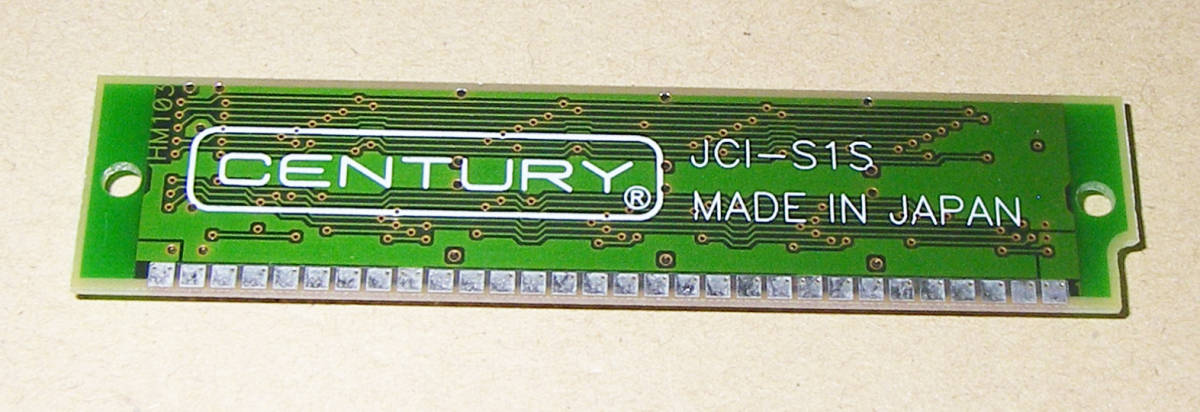 HM103
CENTURY®
JCI-S1S
MADE IN JAPAN